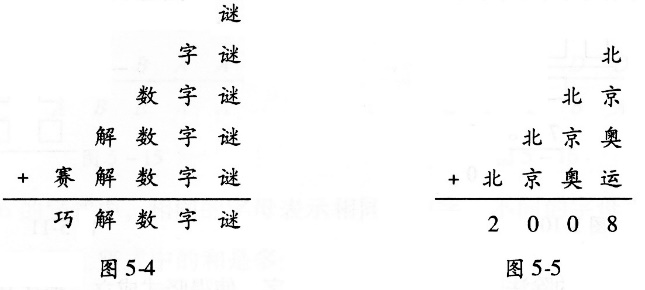 谜
字 谜
数 字 谜
解 数 字 谜
+ 赛 解 数 字 谜
巧 解 数 字 谜
图 5-4
北
北 京
北 京 奥
+ 北 京 奥 运
2 0 0 8
图 5-5